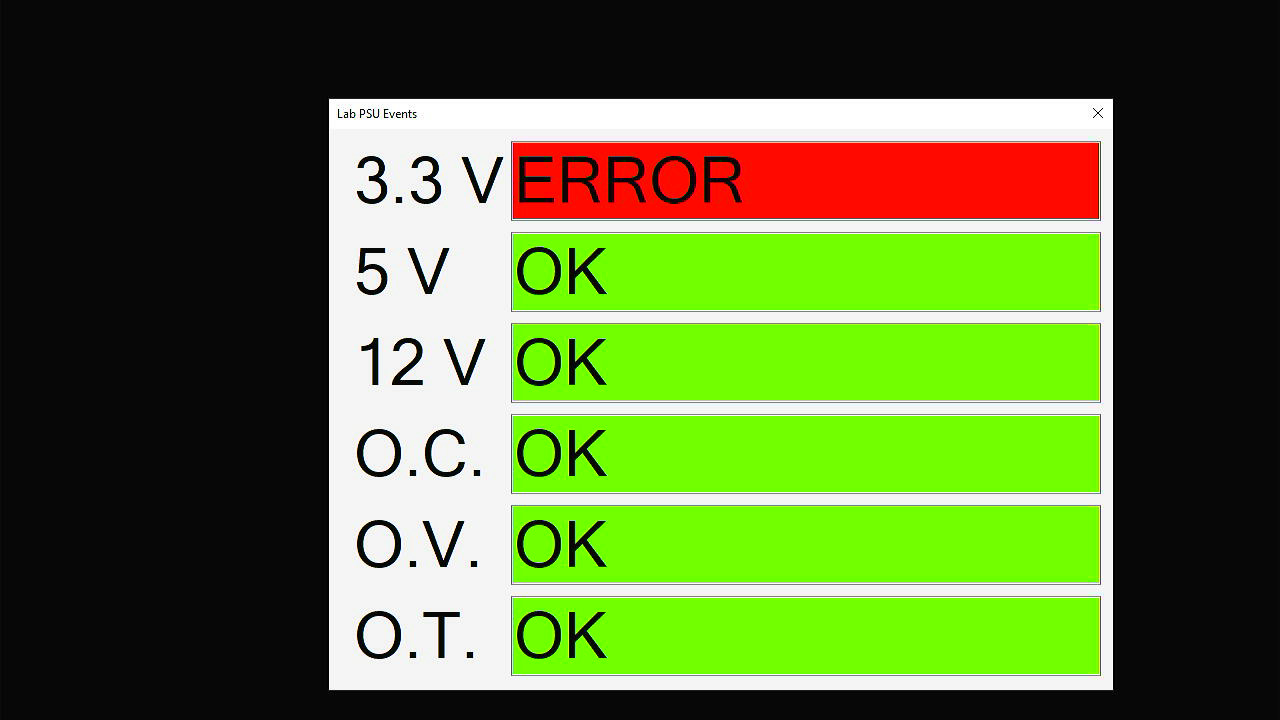 Lab PSU Events
3.3 V ERROR
5 V OK
12 V OK
O.C. OK
O.V. OK
O.T. OK